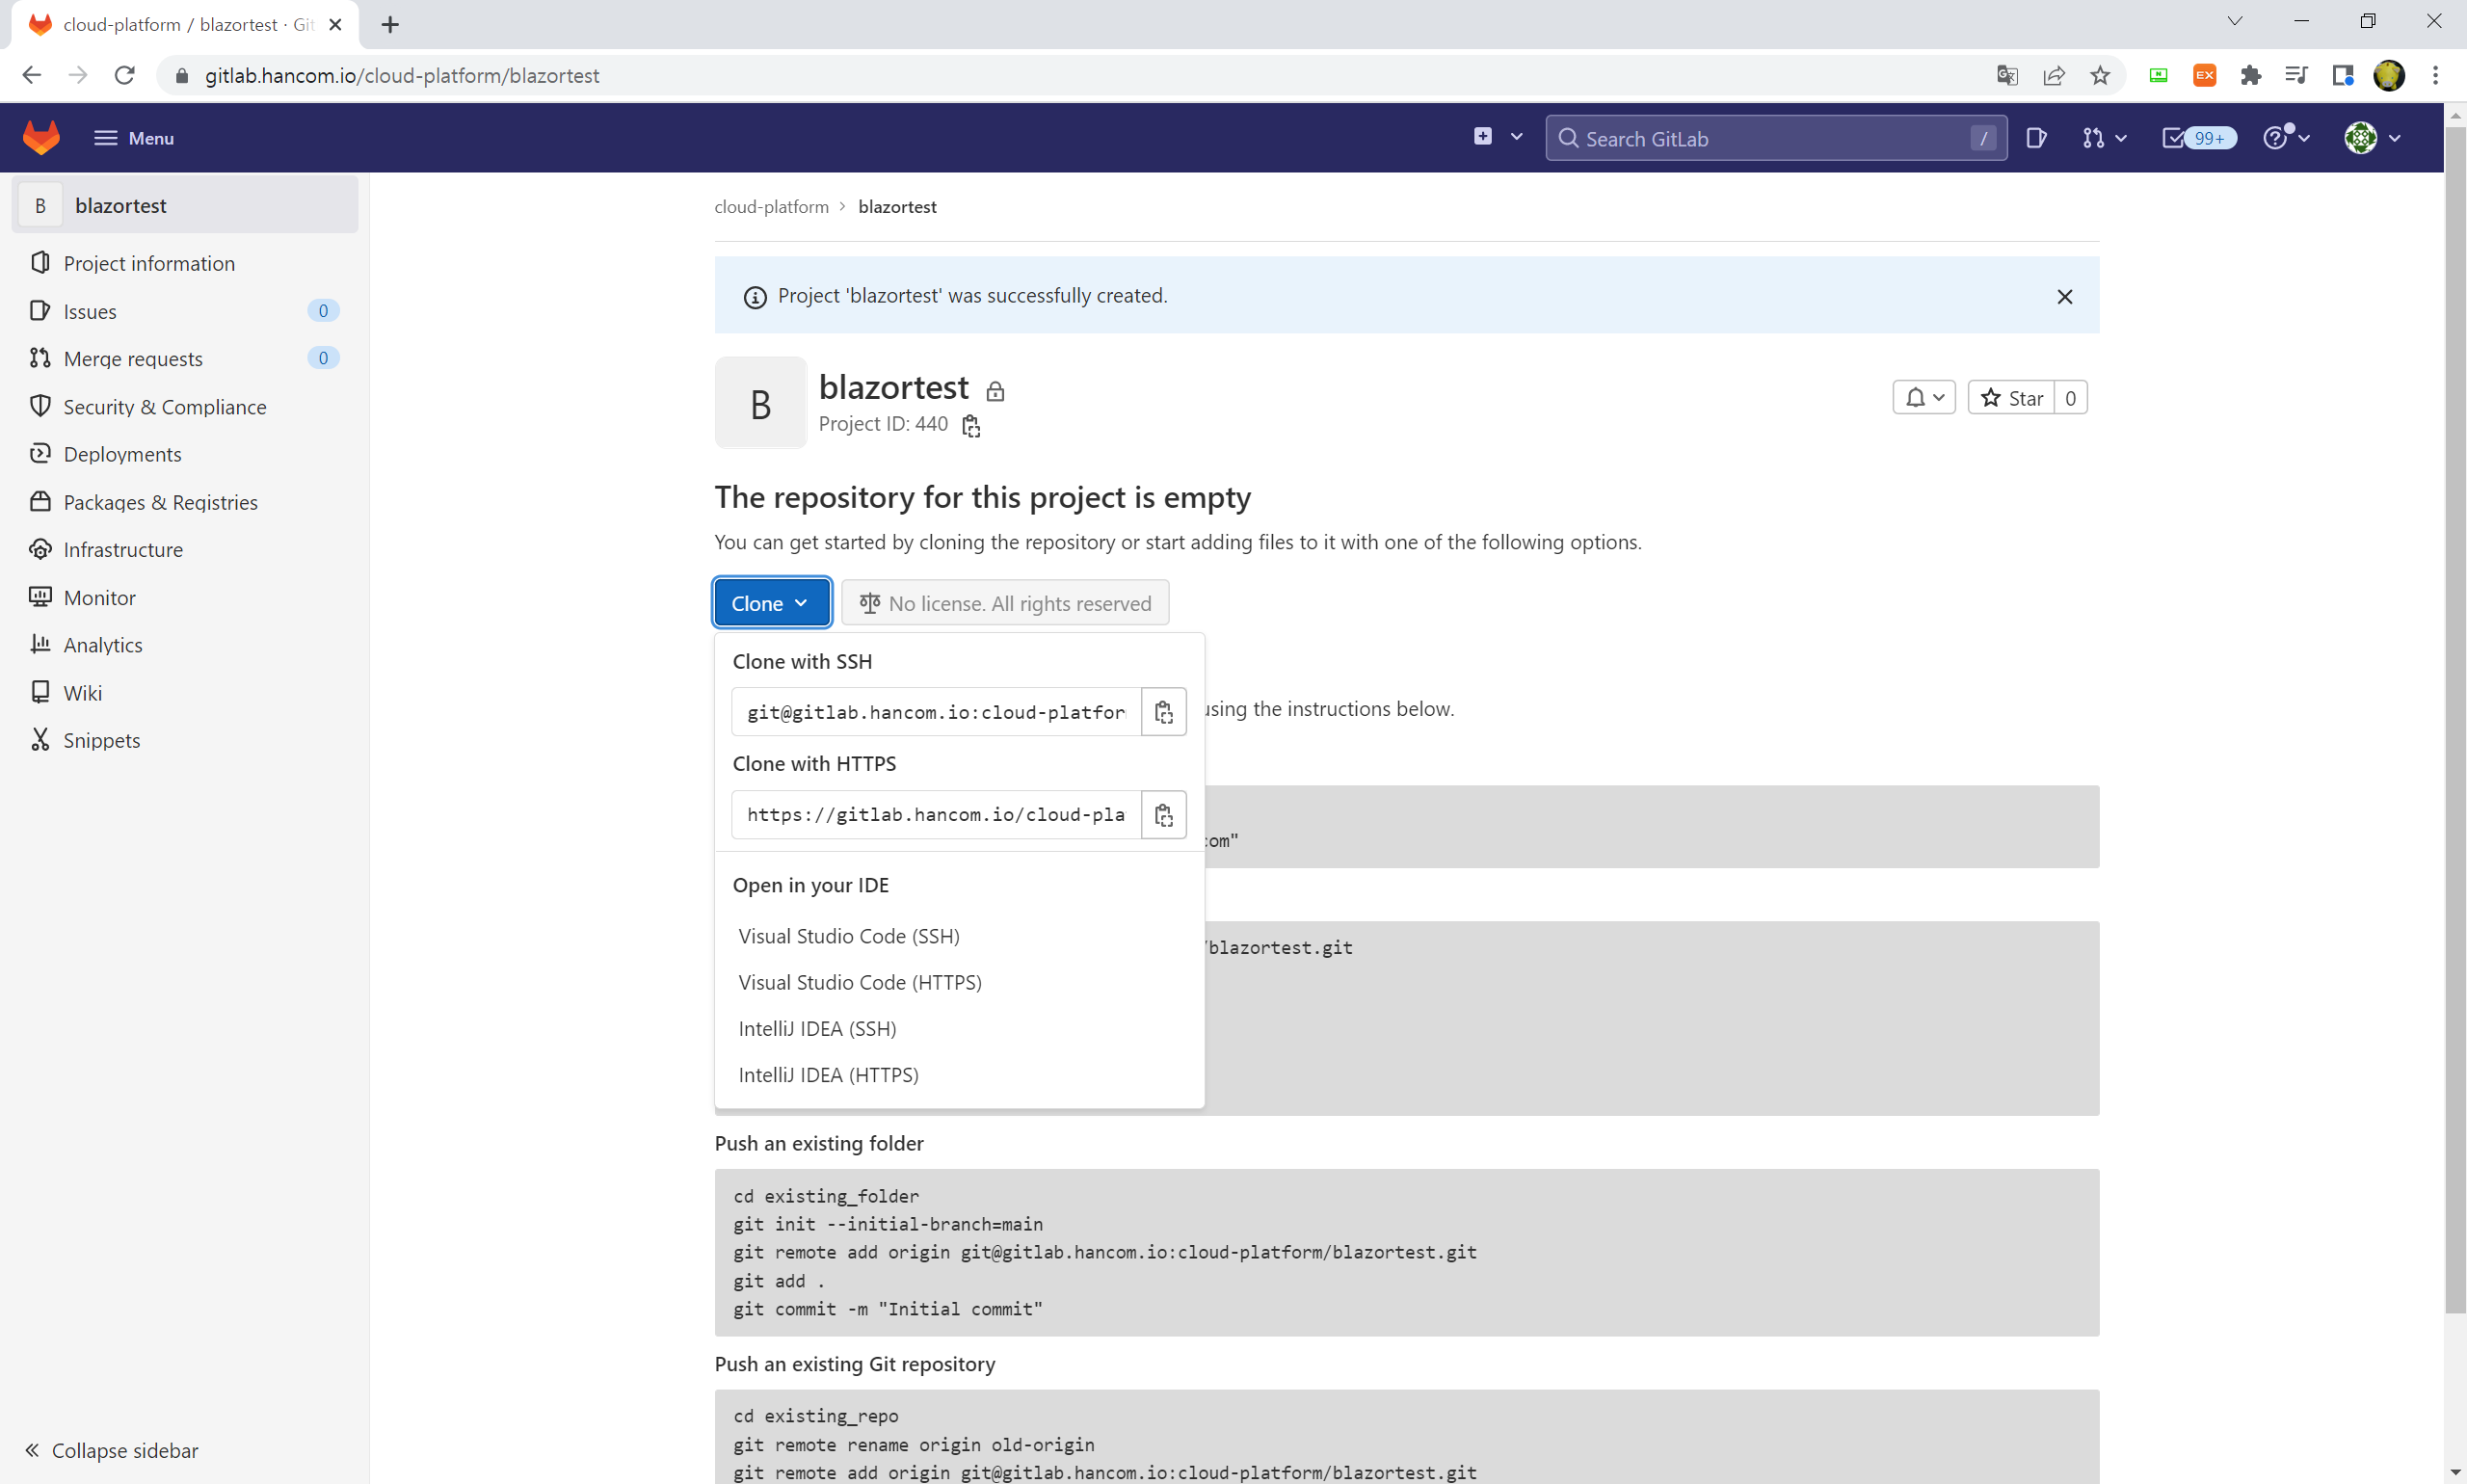 cloud-platform / blazortest · Git
gitlab.hancom.io/cloud-platform/blazortest
EX
Menu
Search GitLab
/
99+
B
blazortest
Project information
Issues
0
Merge requests
0
Security & Compliance
Deployments
Packages & Registries
Infrastructure
Monitor
Analytics
Wiki
Snippets
Collapse sidebar
cloud-platform > blazortest
Project 'blazortest' was successfully created.
B
blazortest
Project ID: 440
Star
0
The repository for this project is empty
You can get started by cloning the repository or start adding files to it with one of the following options.
Clone
No license. All rights reserved
Clone with SSH
git@gitlab.hancom.io:cloud-platfor
using the instructions below.
Clone with HTTPS
https://gitlab.hancom.io/cloud-pla
com"
Open in your IDE
Visual Studio Code (SSH)
/blazortest.git
Visual Studio Code (HTTPS)
IntelliJ IDEA (SSH)
IntelliJ IDEA (HTTPS)
Push an existing folder
cd existing_folder
git init --initial-branch=main
git remote add origin git@gitlab.hancom.io:cloud-platform/blazortest.git
git add .
git commit -m "Initial commit"
Push an existing Git repository
cd existing_repo
git remote rename origin old-origin
git remote add origin git@gitlab.hancom.io:cloud-platform/blazortest.git